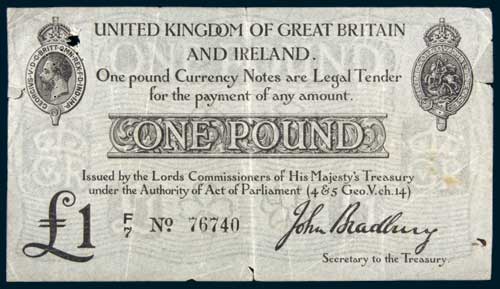 UNITED KINGDOM OF GREAT BRITAIN
AND IRELAND.
One pound Currency Notes are Legal Tender
for the payment of any amount.
ONE POUND
Issued by the Lords Commissioners of His Majesty's Treasury
under the Authority of Act of Parliament (4 & 5 Geo. V. ch. 14)
£1
F/7 No 76740
John Bradbury
Secretary to the Treasury.